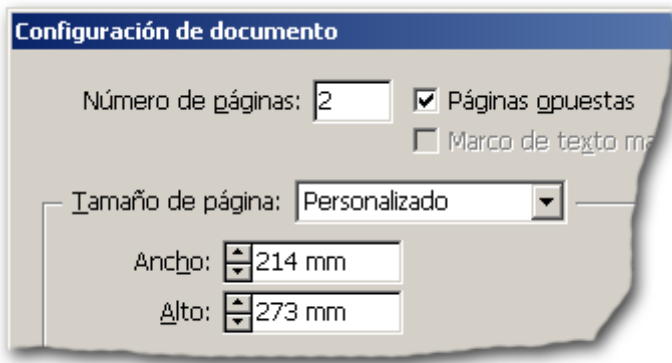 Configuración de documento
Número de páginas: 2 Páginas opuestas
Marco de texto
Tamaño de página: Personalizado
Ancho: 214 mm
Alto: 273 mm